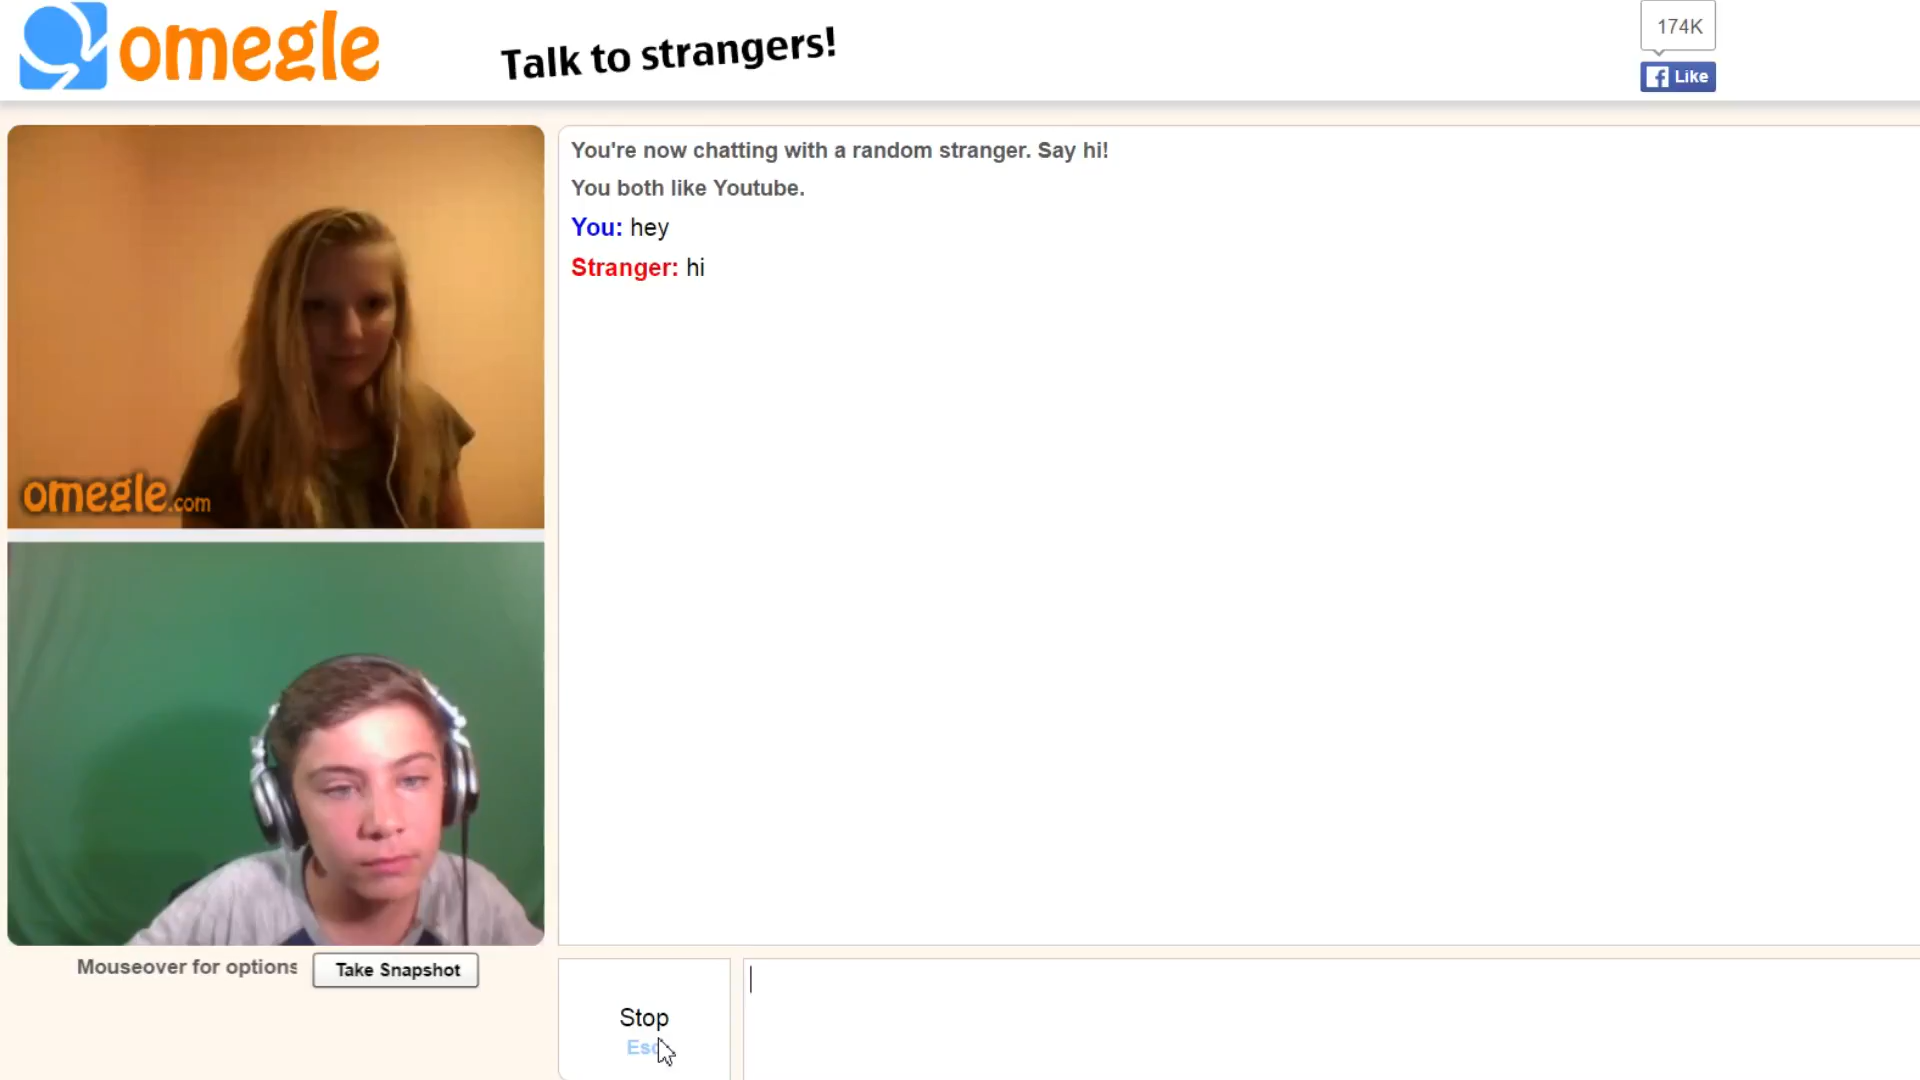 omegle
Talk to strangers!
174K
Like
You're now chatting with a random stranger. Say hi!
You both like Youtube.
You: hey
Stranger: hi
omegle.com
Mouseover for options
Take Snapshot
Stop
Esc